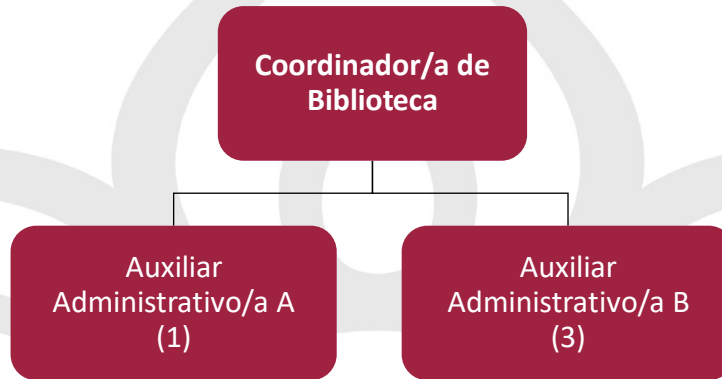 Coordinador/a de
Biblioteca
Auxiliar
Administrativo/a A
(1)
Auxiliar
Administrativo/a B
(3)